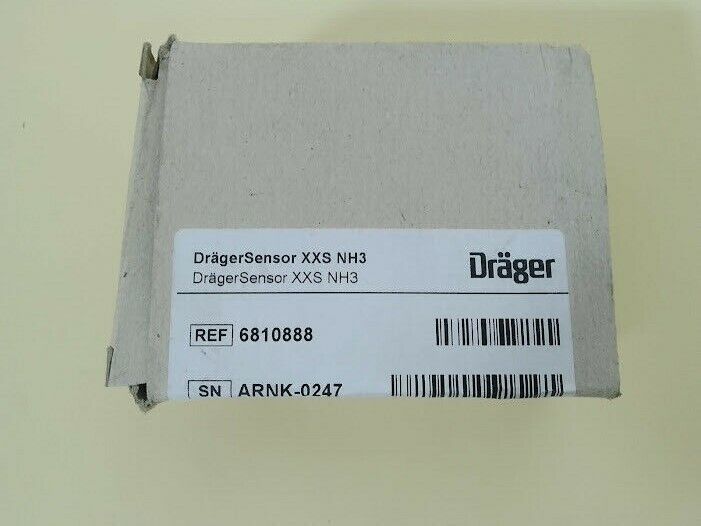 DrägerSensor XXS NH3
DrägerSensor XXS NH3
Dräger
REF 6810888
SN ARNK-0247